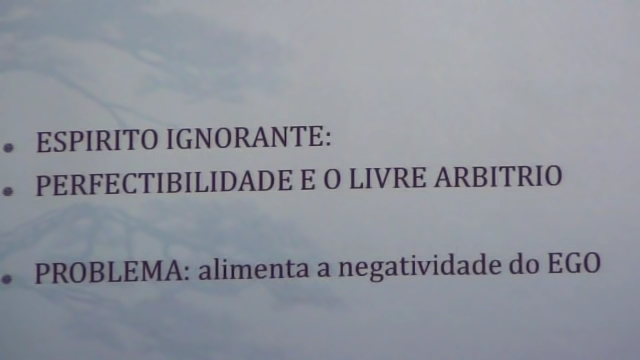 • ESPIRITO IGNORANTE:
• PERFECTIBILIDADE E O LIVRE ARBITRIO
• PROBLEMA: alimenta a negatividade do EGO